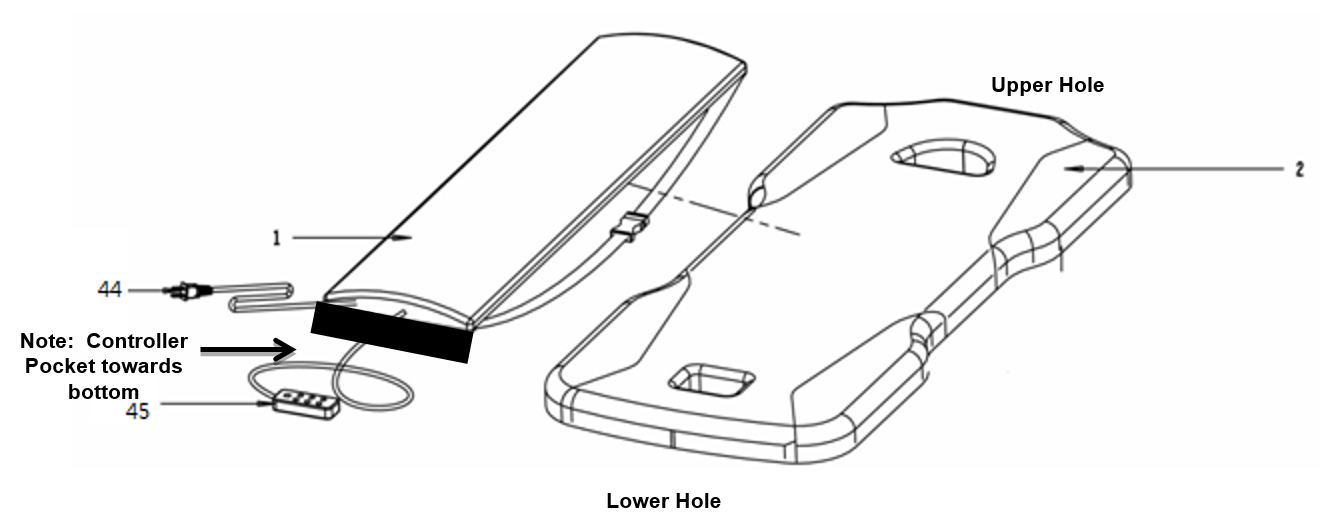 Upper Hole
2
1
44
Note: Controller
Pocket towards
bottom
45
Lower Hole